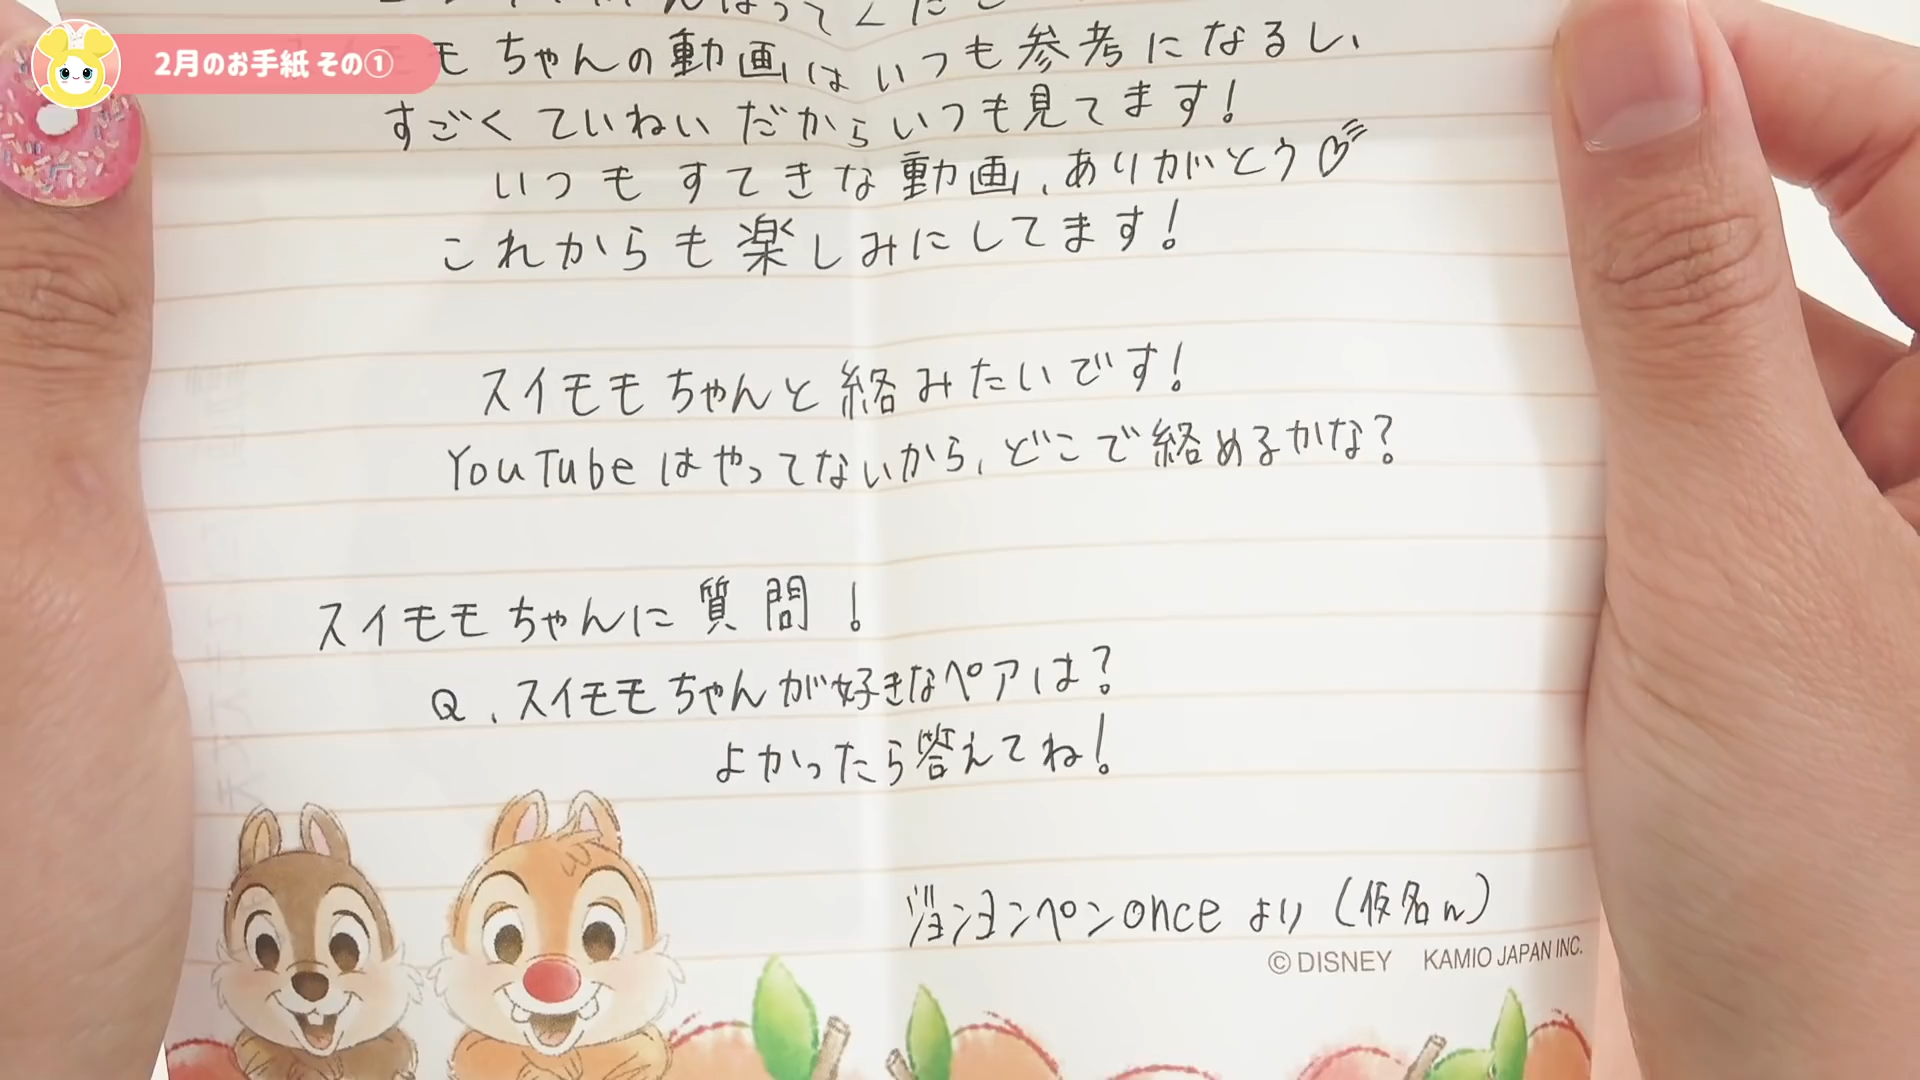 2月のお手紙 その①
モ ちゃんの動画はいつも参考になるし、
すごくていねいだからいつも見てます!
いつもすてきな動画、ありがとう♡
これからも楽しみにしてます!
スイモモちゃんと絡みたいです!
YouTubeはやってないから、どこで絡めるかな?
スイモモちゃんに質問!
Q、スイモモちゃんが好きなペアは?
よかったら答えてね!
ジョンヨンペンonceより(仮名ん)
©DISNEY KAMIO JAPAN INC.